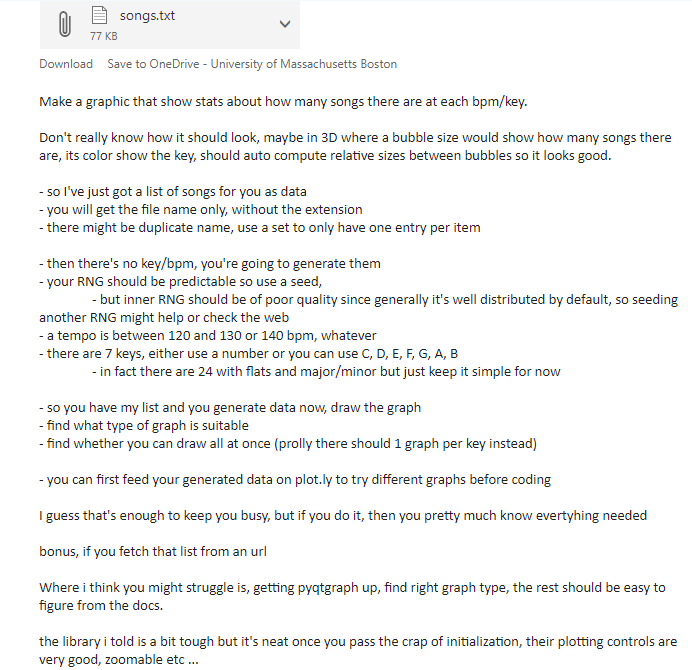 songs.txt
77 KB
Download Save to OneDrive - University of Massachusetts Boston
Make a graphic that show stats about how many songs there are at each bpm/key.
Don't really know how it should look, maybe in 3D where a bubble size would show how many songs there
are, its color show the key, should auto compute relative sizes between bubbles so it looks good.
- so I've just got a list of songs for you as data
- you will get the file name only, without the extension
- there might be duplicate name, use a set to only have one entry per item
- then there's no key/bpm, you're going to generate them
- your RNG should be predictable so use a seed,
- but inner RNG should be of poor quality since generally it's well distributed by default, so seeding
another RNG might help or check the web
- a tempo is between 120 and 130 or 140 bpm, whatever
- there are 7 keys, either use a number or you can use C, D, E, F, G, A, B
- in fact there are 24 with flats and major/minor but just keep it simple for now
- so you have my list and you generate data now, draw the graph
- find what type of graph is suitable
- find whether you can draw all at once (prolly there should 1 graph per key instead)
- you can first feed your generated data on plot.ly to try different graphs before coding
I guess that's enough to keep you busy, but if you do it, then you pretty much know evertyhing needed
bonus, if you fetch that list from an url
Where i think you might struggle is, getting pyqtgraph up, find right graph type, the rest should be easy to
figure from the docs.
the library i told is a bit tough but it's neat once you pass the crap of initialization, their plotting controls are
very good, zoomable etc ...